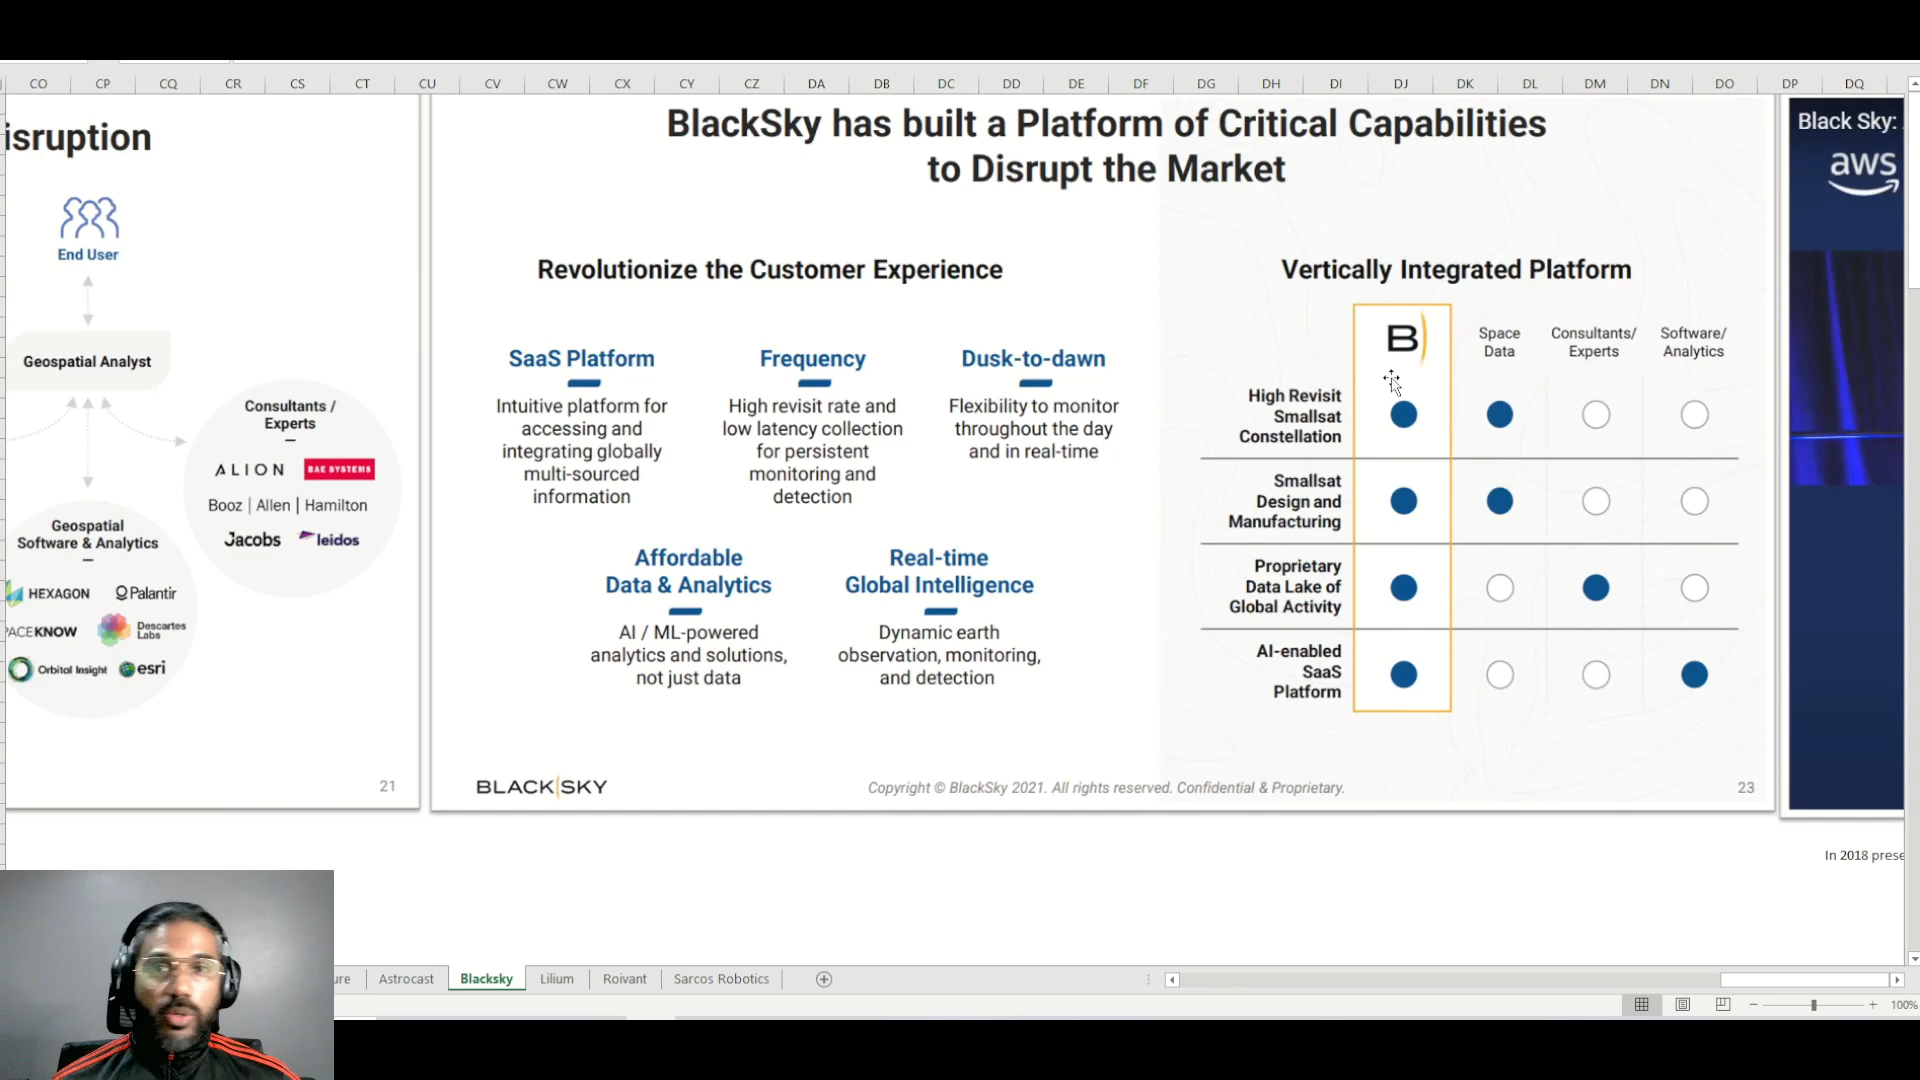 CO CP CQ CR CS CT CU CV CW CX CY CZ DA DB DC DD DE DF DG DH DI DJ DK DL DM DN DO DP DQ
isruption
End User
Geospatial Analyst
Consultants /
Experts
ALION BAE SYSTEMS
Booz | Allen | Hamilton
Jacobs leidos
Geospatial
Software & Analytics
HEXAGON Palantir
ACEKNOW Descartes
Labs
Orbital Insight esri
21
BlackSky has built a Platform of Critical Capabilities
to Disrupt the Market
Revolutionize the Customer Experience
SaaS Platform
Intuitive platform for
accessing and
integrating globally
multi-sourced
information
Frequency
High revisit rate and
low latency collection
for persistent
monitoring and
detection
Dusk-to-dawn
Flexibility to monitor
throughout the day
and in real-time
Affordable
Data & Analytics
AI / ML-powered
analytics and solutions,
not just data
Real-time
Global Intelligence
Dynamic earth
observation, monitoring,
and detection
Vertically Integrated Platform
B
Space
Data
Consultants/
Experts
Software/
Analytics
High Revisit
Smallsat
Constellation
Smallsat
Design and
Manufacturing
Proprietary
Data Lake of
Global Activity
AI-enabled
SaaS
Platform
BLACKSKY
Copyright © BlackSky 2021. All rights reserved. Confidential & Proprietary.
23
Black Sky:
aws
In 2018 prese
ure Astrocast Blacksky Lilium Roivant Sarcos Robotics
100%